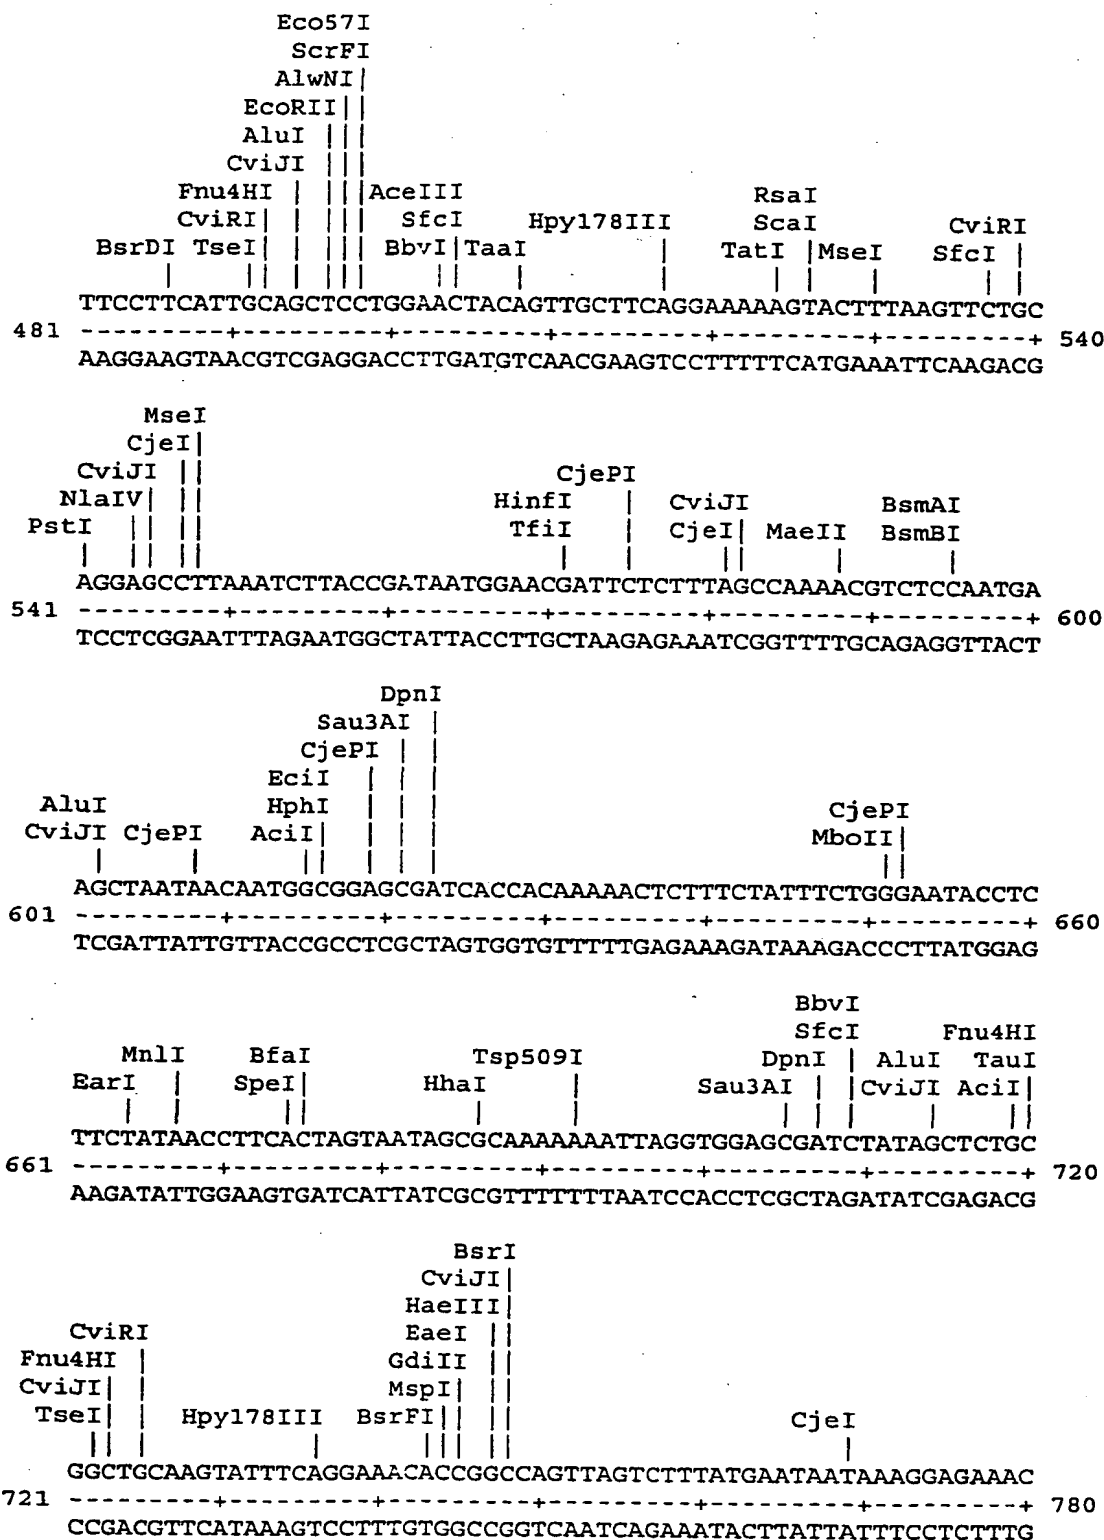 Eco57I
ScrFI
AlwNI|
EcoRII||
AluI |||
CviJI |||
Fnu4HI | ||| AceIII RsaI
CviRI| | ||| SfcI Hpy178III ScaI CviRI
BsrDI TseI| | ||| BbvI|TaaI | TatI |MseI SfcI |
TTCCTTCATTGCAGCTCCTGGAACTACAGTTGCTTCAGGAAAAAGTACTTTAAGTTCTGC
481 ---------+---------+---------+---------+---------+---------+ 540
AAGGAAGTAACGTCGAGGACCTTGATGTCAACGAAGTCCTTTTTCATGAAATTCAAGACG
MseI
CjeI|
CviJI || CjePI
NlaIV| || HinfI | CviJI BsmAI
PstI || || TfiI | CjeI| MaeII BsmBI
AGGAGCCTTAAATCTTACCGATAATGGAACGATTCTCTTTAGCCAAAACGTCTCCAATGA
541 ---------+---------+---------+---------+---------+---------+ 600
TCCTCGGAATTTAGAATGGCTATTACCTTGCTAAGAGAAATCGGTTTTGCAGAGGTTACT
DpnI
Sau3AI |
CjePI | |
EciI | | |
AluI HphI | | | CjePI
CviJI CjePI AciI| | | | MboII|
AGCTAATAACAATGGCGGAGCGATCACCACAAAAACTCTTTCTATTTCTGGGAATACCTC
601 ---------+---------+---------+---------+---------+---------+ 660
TCGATTATTGTTACCGCCTCGCTAGTGGTGTTTTTGAGAAAGATAAAGACCCTTATGGAG
BbvI
SfcI Fnu4HI
MnlI BfaI Tsp509I DpnI | AluI TauI
EarI | SpeI| HhaI | Sau3AI | |CviJI AciI|
TTCTATAACCTTCACTAGTAATAGCGCAAAAAAATTAGGTGGAGCGATCTATAGCTCTGC
661 ---------+---------+---------+---------+---------+---------+ 720
AAGATATTGGAAGTGATCATTATCGCGTTTTTTTAATCCACCTCGCTAGATATCGAGACG
BsrI
CviJI|
HaeIII|
CviRI EaeI ||
Fnu4HI | GdiII ||
CviJI| | MspI| ||
TseI| | Hpy178III BsrFI|| || CjeI
GGCTGCAAGTATTTCAGGAAACACCGGCCAGTTAGTCTTTATGAATAATAAAGGAGAAAC
721 ---------+---------+---------+---------+---------+---------+ 780
CCGACGTTCATAAAGTCCTTTGTGGCCGGTCAATCAGAAATACTTATTATTTCCTCTTTG